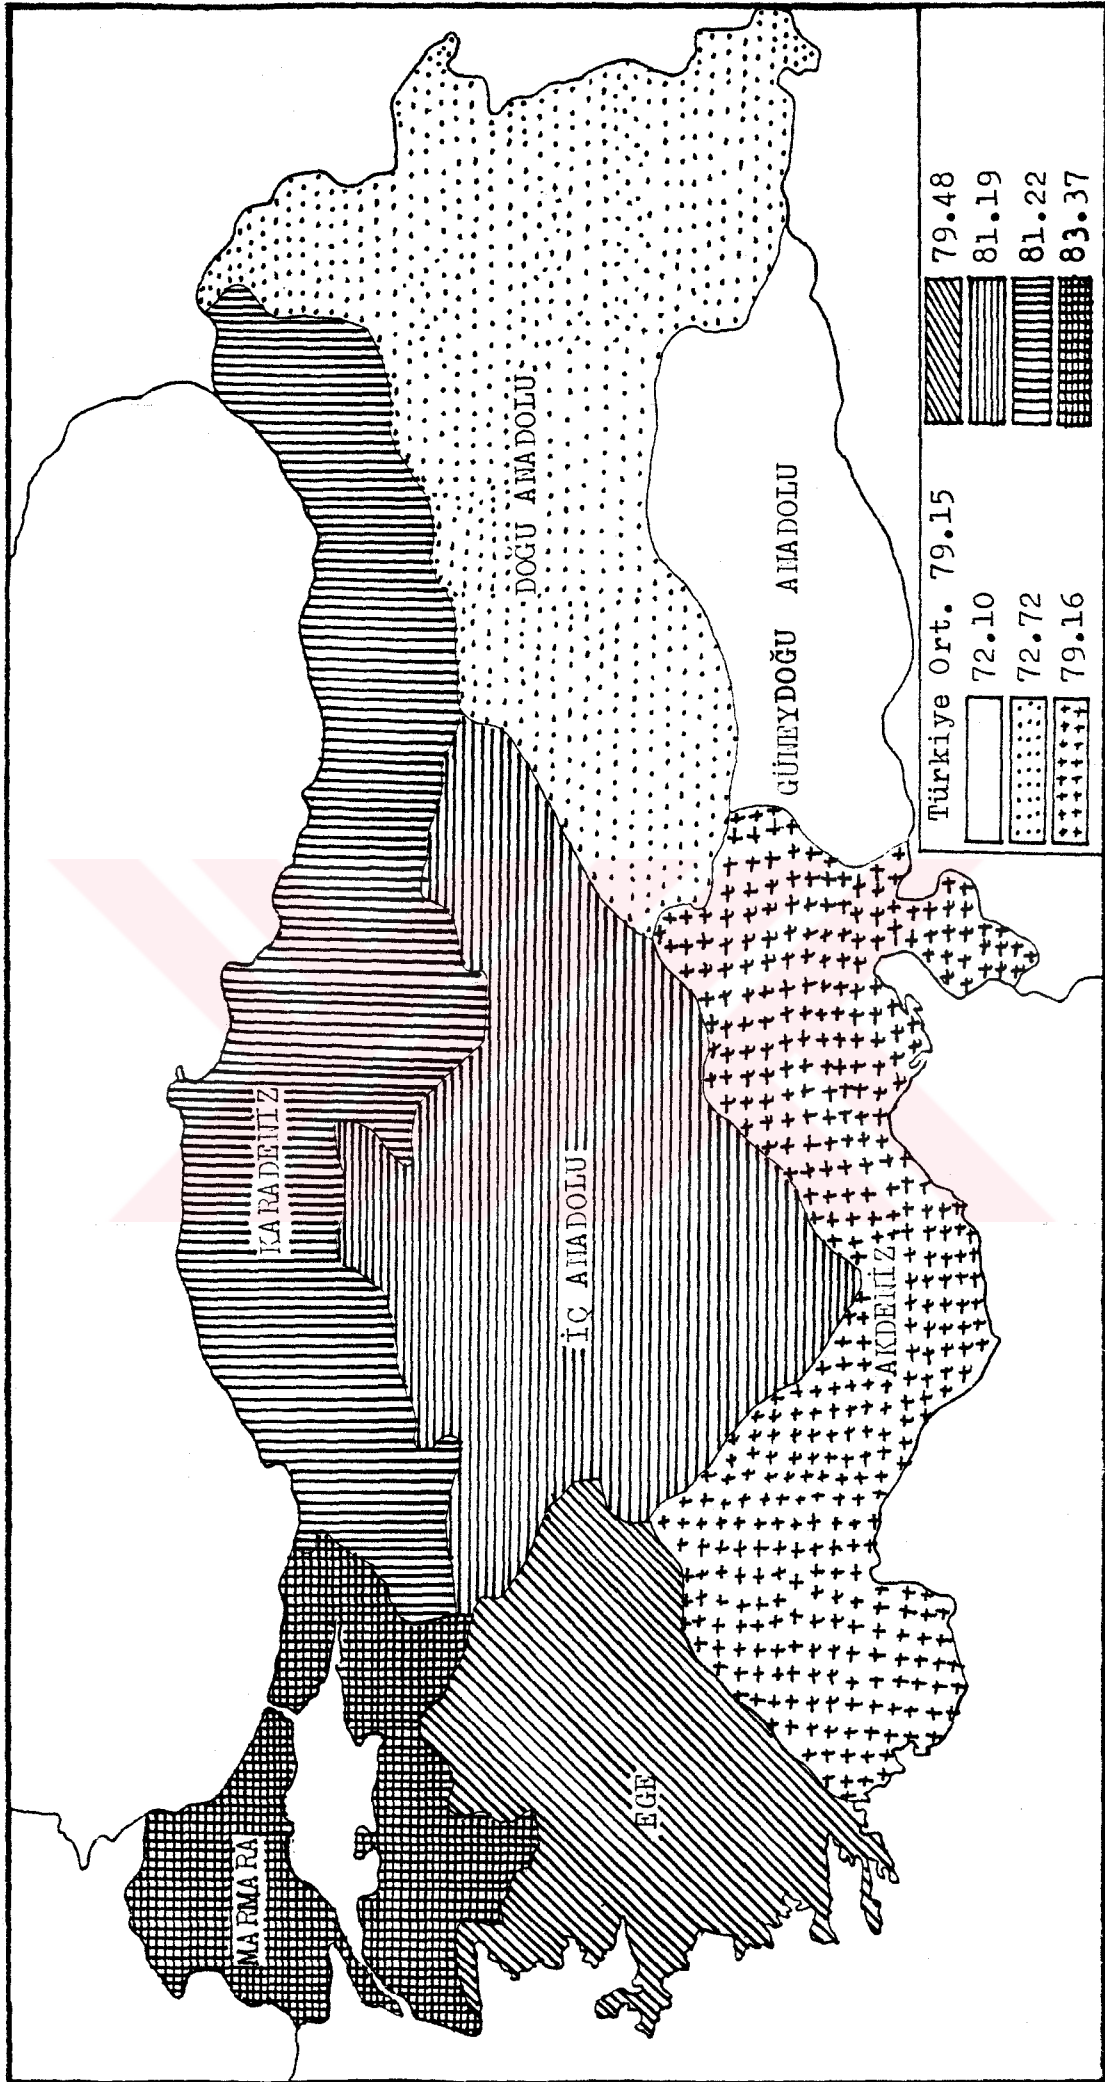 MARMARA
KARADENİZ
EGE
İÇ ANADOLU
DOĞU ANADOLU
AKDENİZ
GÜNEYDOĞU ANADOLU
Türkiye Ort. 79.15
72.10
72.72
79.16
79.48
81.19
81.22
83.37